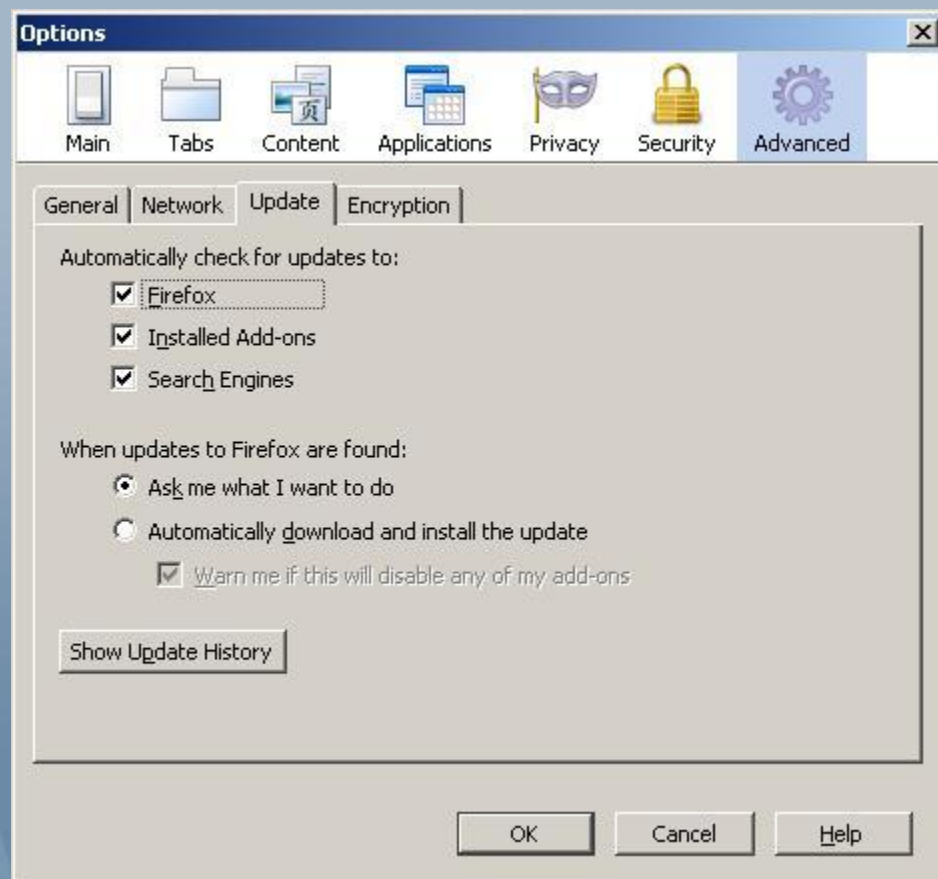 Options
Main Tabs Content Applications Privacy Security Advanced
页
General Network Update Encryption
Automatically check for updates to:
Firefox
Installed Add-ons
Search Engines
When updates to Firefox are found:
Ask me what I want to do
Automatically download and install the update
Warn me if this will disable any of my add-ons
Show Update History
OK Cancel Help